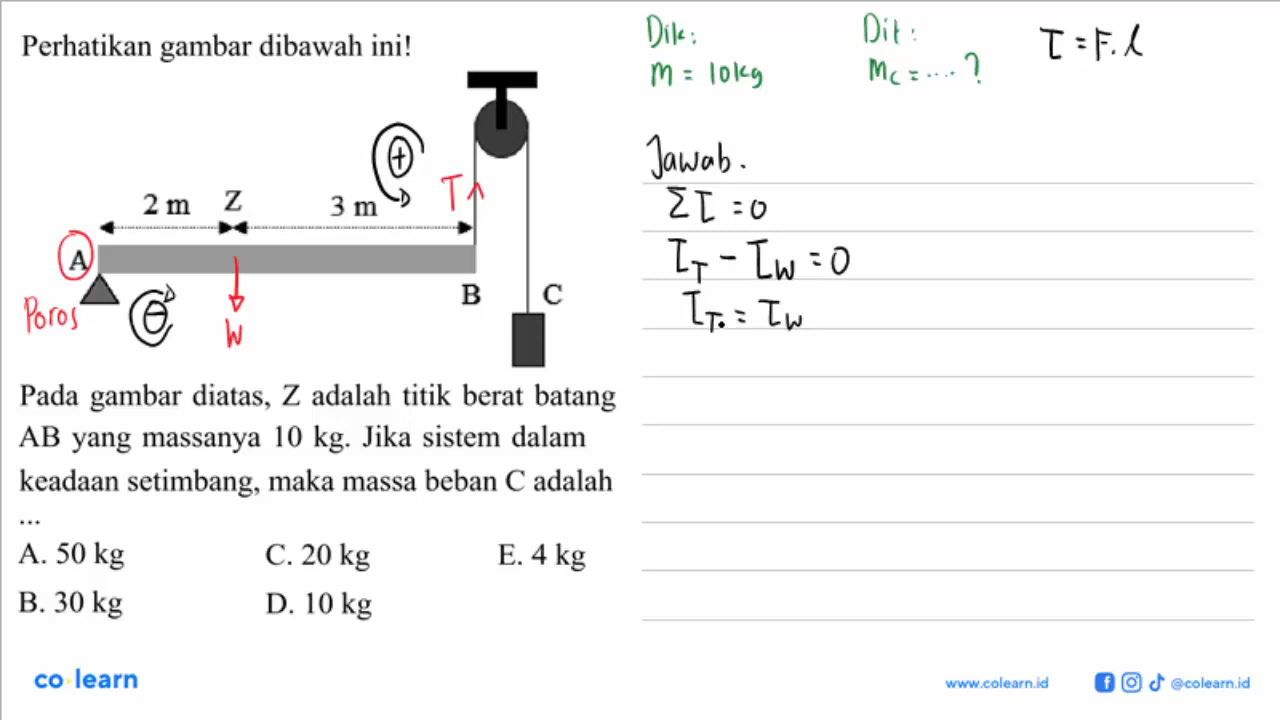 Perhatikan gambar dibawah ini!
2 m Z 3 m
A B C
Poros
W
T
Pada gambar diatas, Z adalah titik berat batang
AB yang massanya 10 kg. Jika sistem dalam
keadaan setimbang, maka massa beban C adalah
...
A. 50 kg C. 20 kg E. 4 kg
B. 30 kg D. 10 kg
Dik: Dit: τ = F. l
m = 10kg mc = .... ?
Jawab.
Στ = 0
τT - τW = 0
τT. = τW
co·learn
www.colearn.id @colearn.id